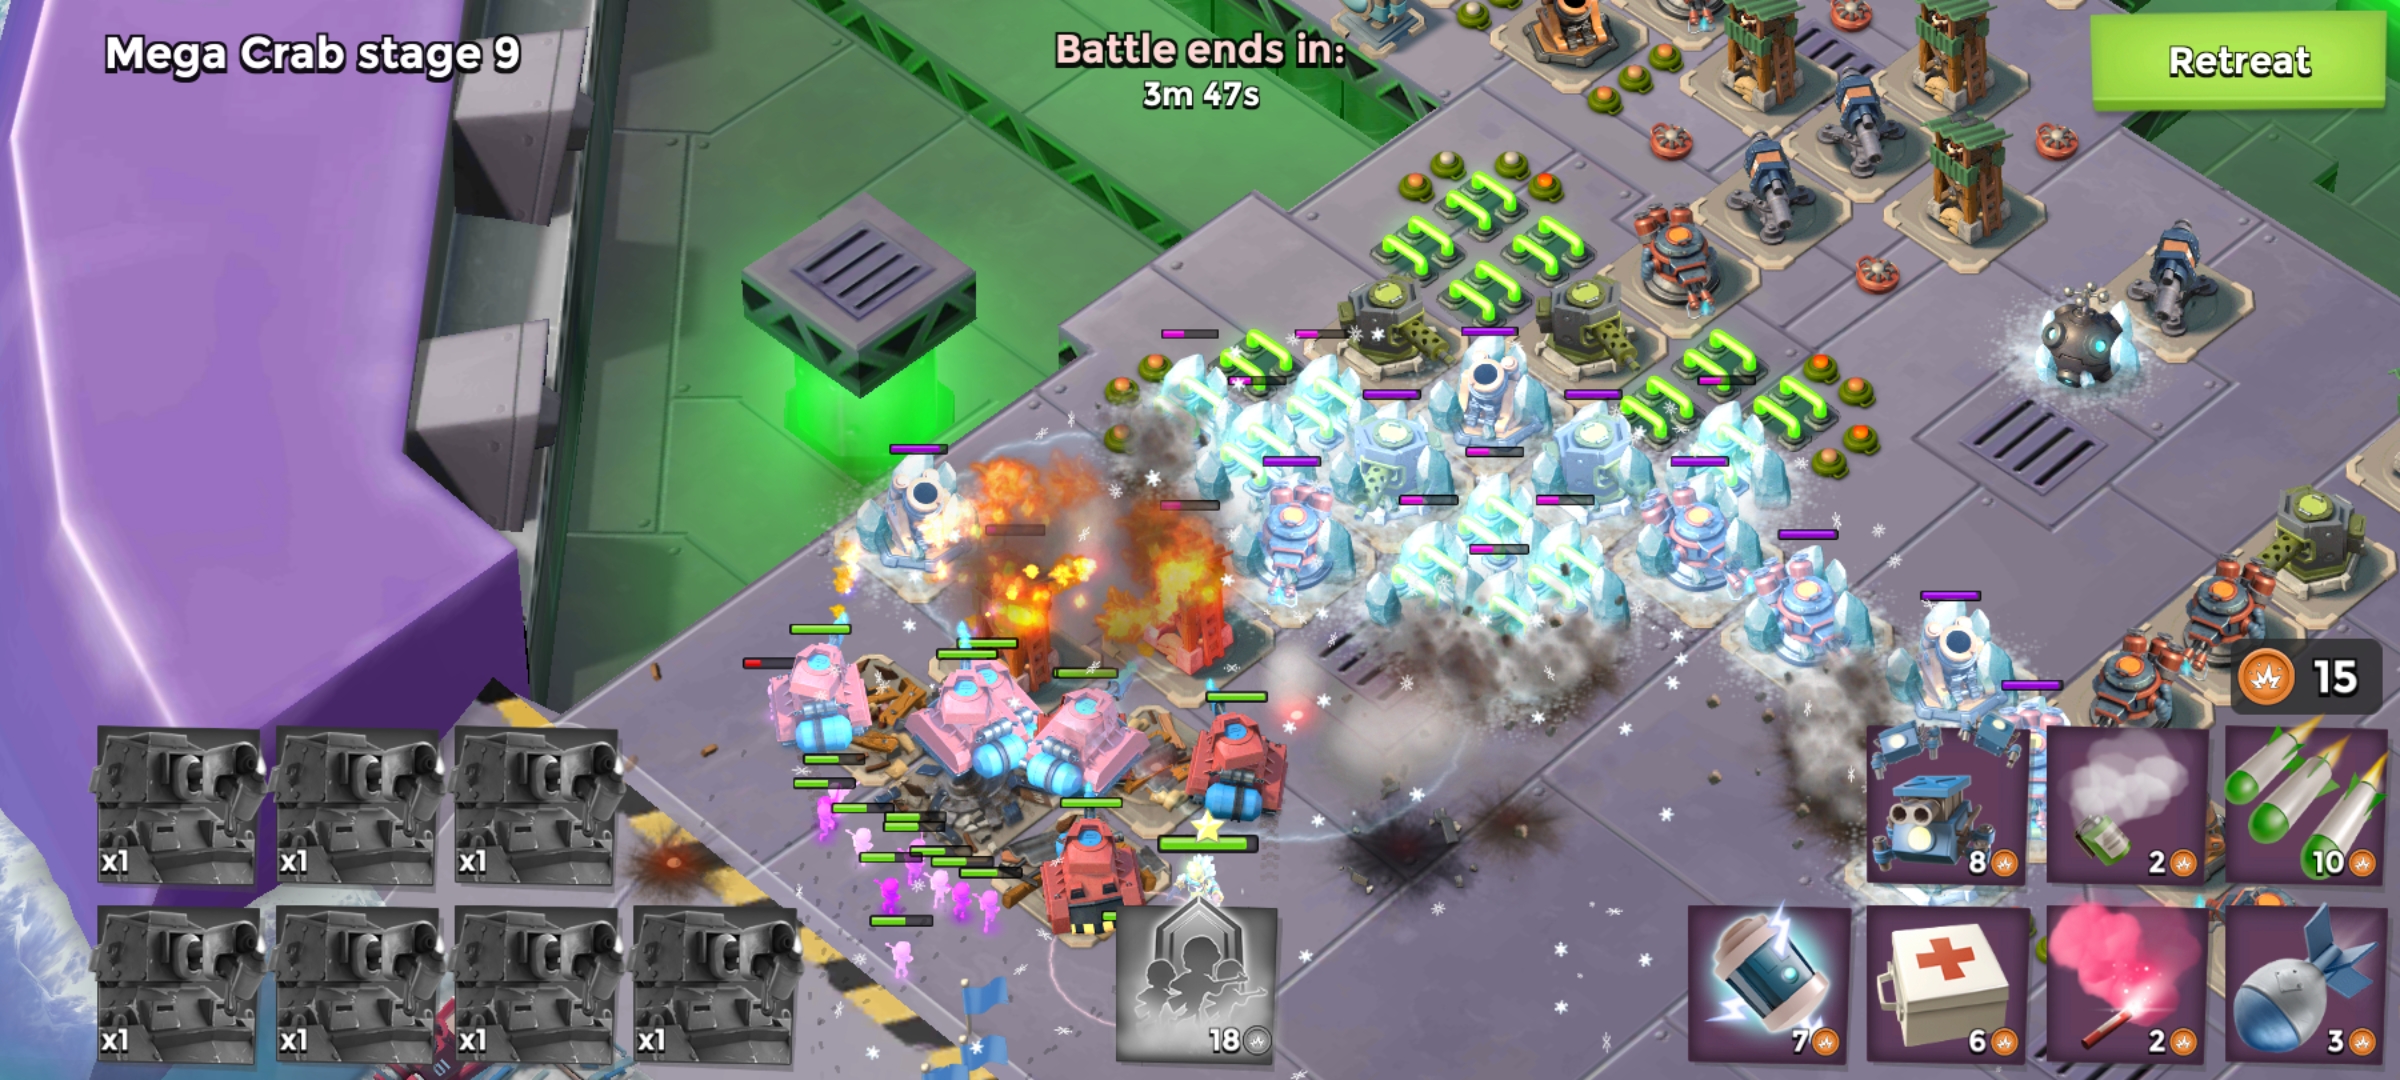 Mega Crab stage 9
Battle ends in:
3m 47s
Retreat
15
x1
x1
x1
8
2
10
x1
x1
x1
x1
18
7
6
2
3